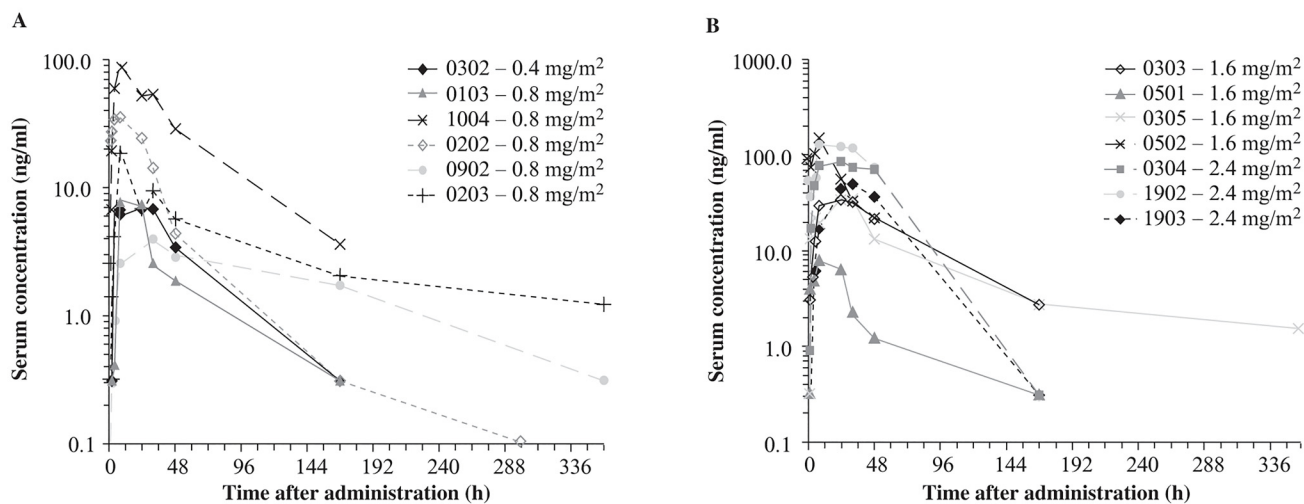 A
Serum concentration (ng/ml)
100.0
10.0
1.0
0.1
0 48 96 144 192 240 288 336
Time after administration (h)
0302 – 0.4 mg/m²
0103 – 0.8 mg/m²
1004 – 0.8 mg/m²
0202 – 0.8 mg/m²
0902 – 0.8 mg/m²
0203 – 0.8 mg/m²
B
Serum concentration (ng/ml)
1000.0
100.0
10.0
1.0
0.1
0 48 96 144 192 240 288 336
Time after administration (h)
0303 – 1.6 mg/m²
0501 – 1.6 mg/m²
0305 – 1.6 mg/m²
0502 – 1.6 mg/m²
0304 – 2.4 mg/m²
1902 – 2.4 mg/m²
1903 – 2.4 mg/m²